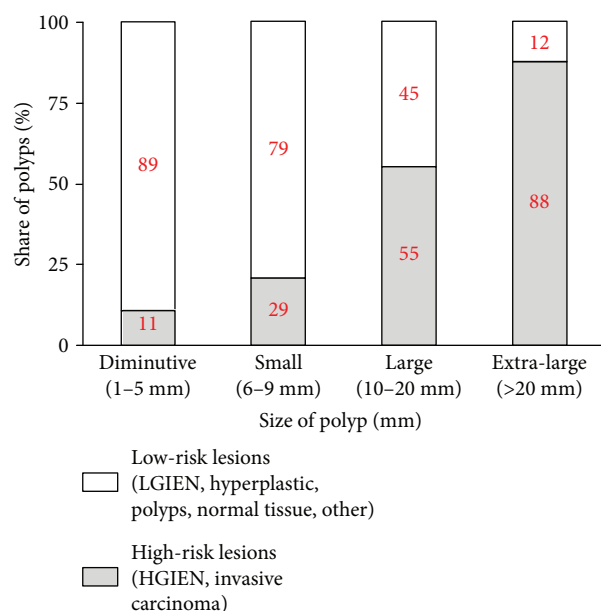 100
75
50
25
0
Share of polyps (%)
89
11
79
29
45
55
12
88
Diminutive
(1–5 mm)
Small
(6–9 mm)
Large
(10–20 mm)
Extra-large
(>20 mm)
Size of polyp (mm)
Low-risk lesions
(LGIEN, hyperplastic,
polyps, normal tissue, other)
High-risk lesions
(HGIEN, invasive
carcinoma)